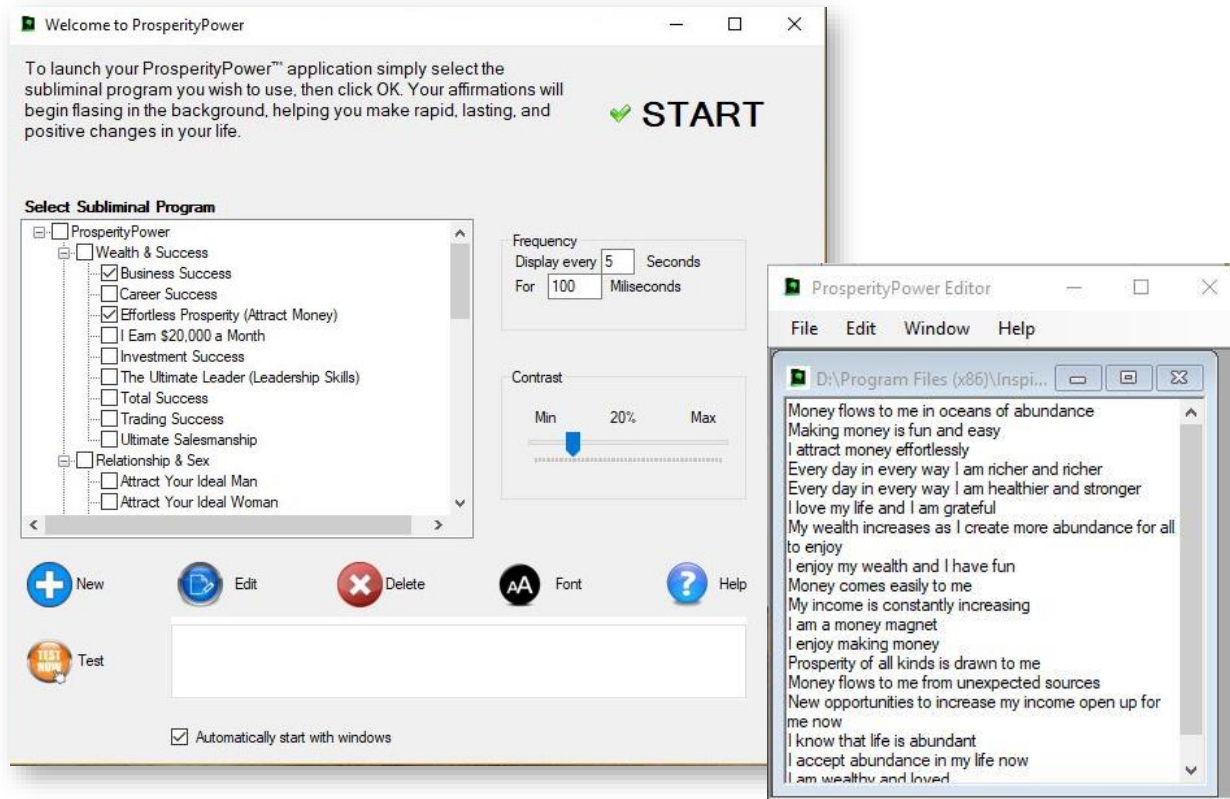 Welcome to ProsperityPower
To launch your ProsperityPower™ application simply select the
subliminal program you wish to use, then click OK. Your affirmations will
begin flasing in the background, helping you make rapid, lasting, and
positive changes in your life.
START
Select Subliminal Program
ProsperityPower
Wealth & Success
Business Success
Career Success
Effortless Prosperity (Attract Money)
I Earn $20,000 a Month
Investment Success
The Ultimate Leader (Leadership Skills)
Total Success
Trading Success
Ultimate Salesmanship
Relationship & Sex
Attract Your Ideal Man
Attract Your Ideal Woman
Frequency
Display every 5 Seconds
For 100 Miliseconds
Contrast
Min 20% Max
New Edit Delete AA Font ? Help
TEST NOW Test
Automatically start with windows
ProsperityPower Editor
File Edit Window Help
D:\Program Files (x86)\Inspi...
Money flows to me in oceans of abundance
Making money is fun and easy
I attract money effortlessly
Every day in every way I am richer and richer
Every day in every way I am healthier and stronger
I love my life and I am grateful
My wealth increases as I create more abundance for all
to enjoy
I enjoy my wealth and I have fun
Money comes easily to me
My income is constantly increasing
I am a money magnet
I enjoy making money
Prosperity of all kinds is drawn to me
Money flows to me from unexpected sources
New opportunities to increase my income open up for
me now
I know that life is abundant
I accept abundance in my life now
I am wealthy and loved